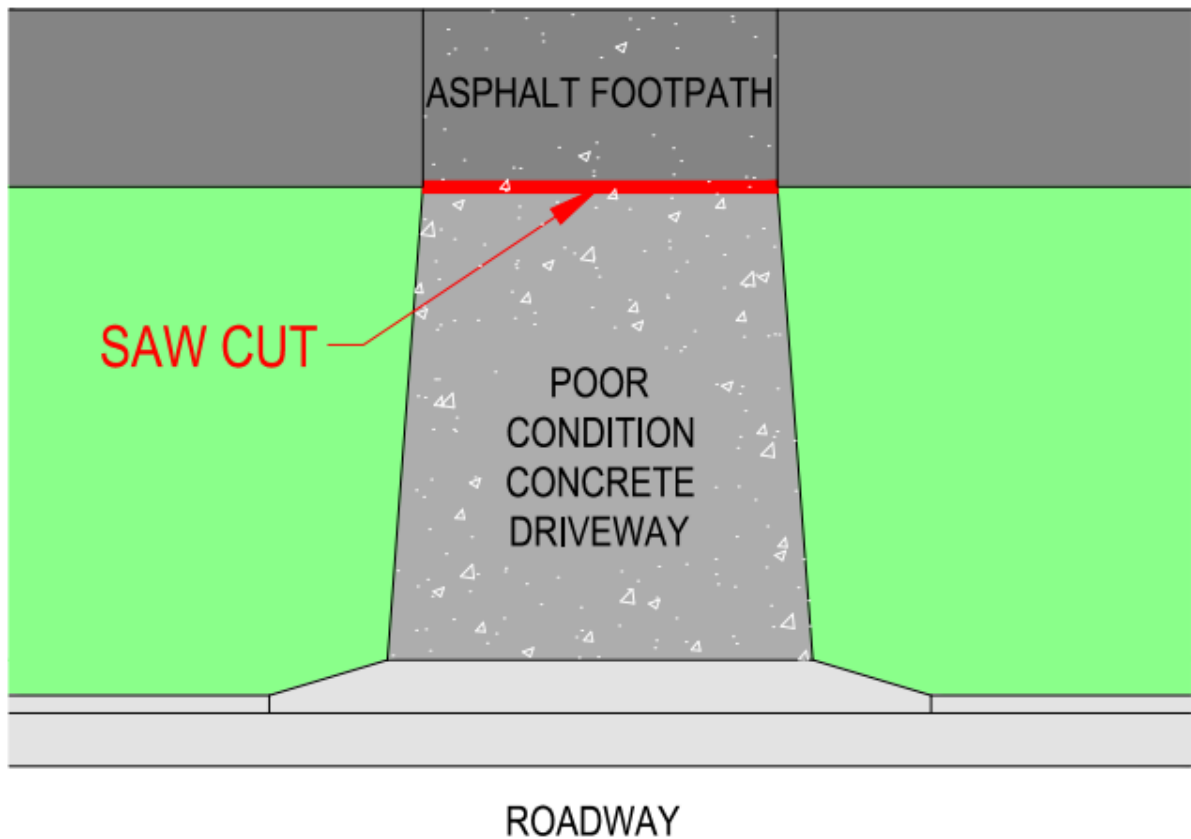 ASPHALT FOOTPATH
SAW CUT
POOR
CONDITION
CONCRETE
DRIVEWAY
ROADWAY